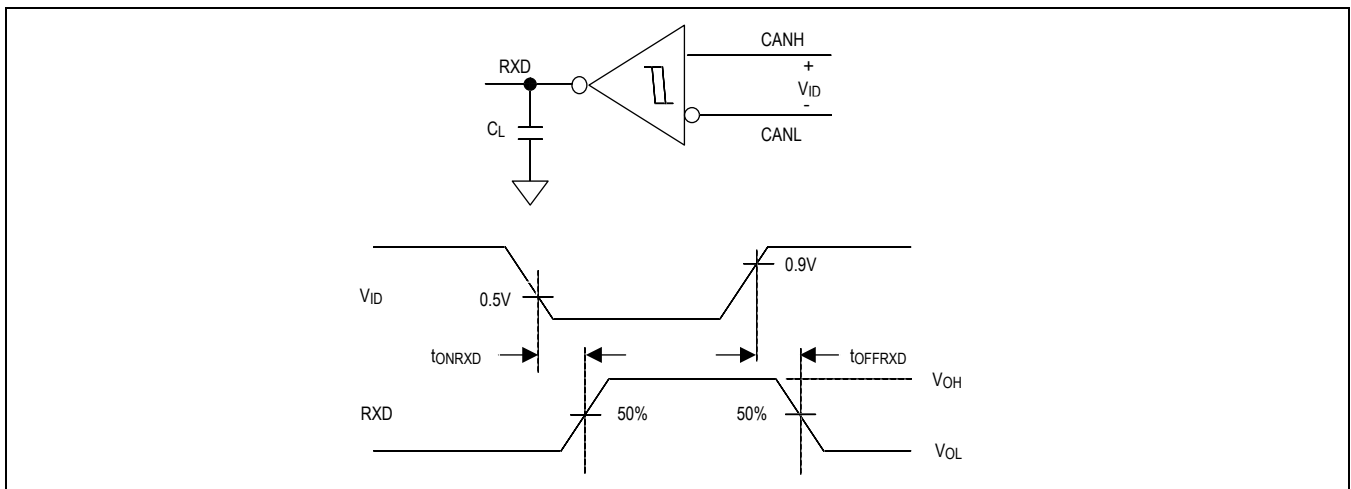 CANH
RXD
+
VID
-
CL
CANL
0.9V
VID
0.5V
tONRXD
tOFFRXD
VOH
RXD
50%
50%
VOL